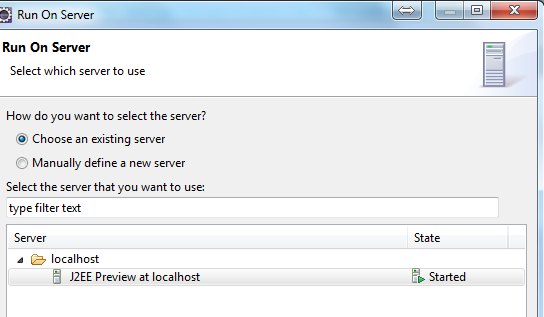 Run On Server
Run On Server
Select which server to use
How do you want to select the server?
Choose an existing server
Manually define a new server
Select the server that you want to use:
type filter text
Server State
localhost
J2EE Preview at localhost Started